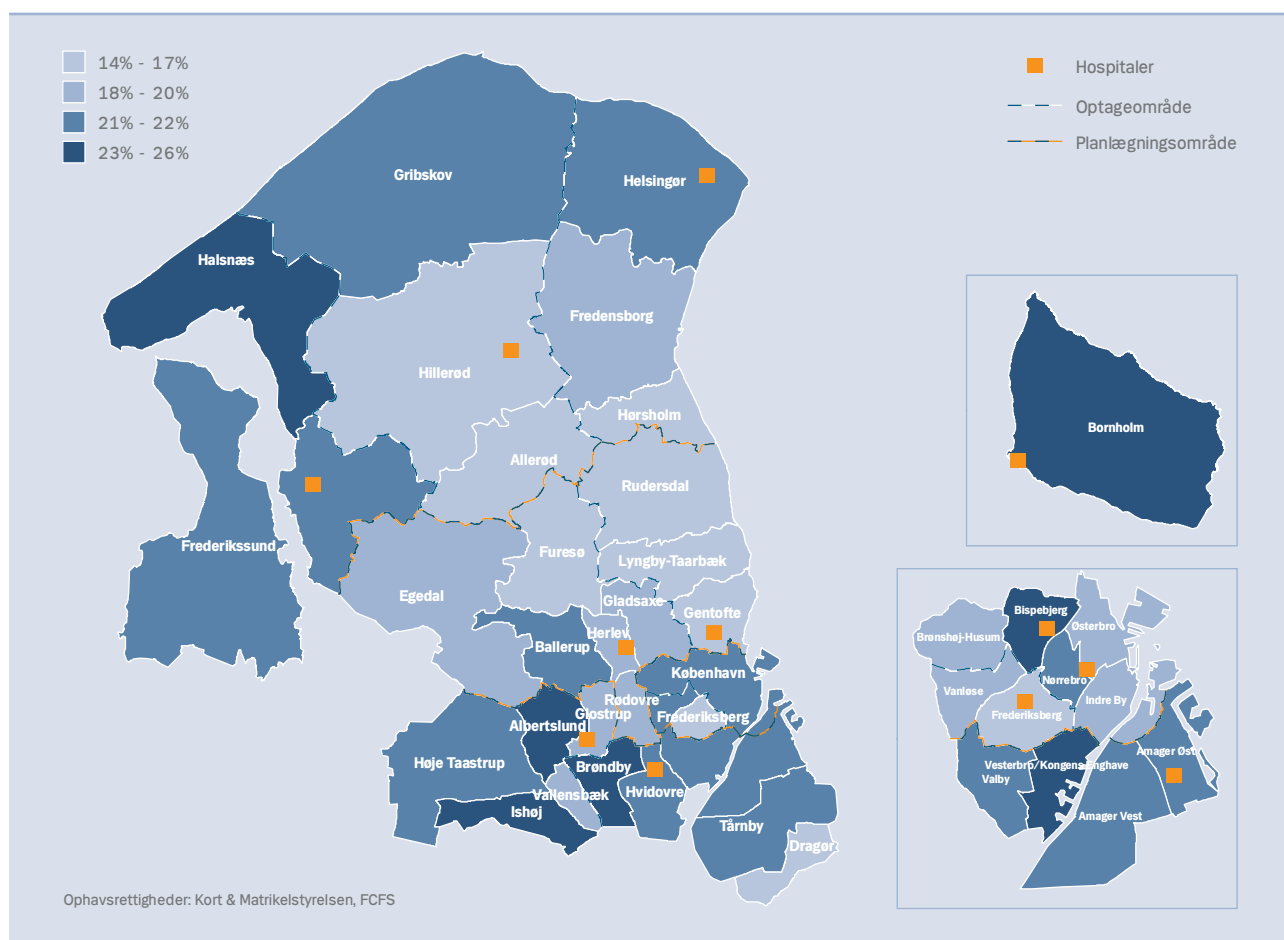 14% - 17%
18% - 20%
21% - 22%
23% - 26%
Hospitaler
Optageområde
Planlægningsområde
Gribskov
Helsingør
Halsnæs
Fredensborg
Hillerød
Hørsholm
Allerød
Rudersdal
Frederikssund
Furesø
Lyngby-Taarbæk
Egedal
Gladsaxe
Gentofte
Herlev
Ballerup
København
Rødovre
Glostrup
Frederiksberg
Albertslund
Høje Taastrup
Brøndby
Vallensbæk
Hvidovre
Ishøj
Tårnby
Dragør
Bornholm
Bispebjerg
Østerbro
Brønshøj-Husum
Nørrebro
Vanløse
Indre By
Frederiksberg
Amager Øst
Vesterbro/Kongens Enghave
Valby
Amager Vest
Ophavsrettigheder: Kort & Matrikelstyrelsen, FCFS